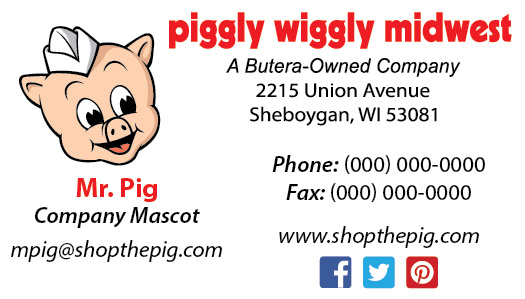 piggly wiggly midwest
A Butera-Owned Company
2215 Union Avenue
Sheboygan, WI 53081
Phone: (000) 000-0000
Fax: (000) 000-0000
www.shopthepig.com
Mr. Pig
Company Mascot
mpig@shopthepig.com